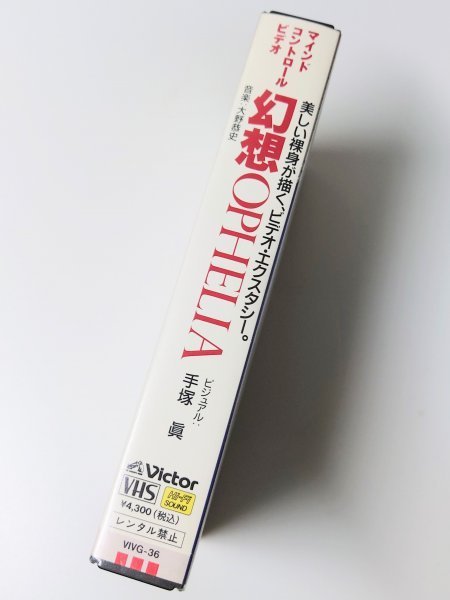 マインド
コントロール
ビデオ
美しい裸身が描く、ビデオ・エクスタシー。
幻想OPHELIA
音楽:大野恭史
ビジュアル:
手塚 眞
Victor
VHS
Hi-Fi
SOUND
¥4,300(税込)
レンタル禁止
VIVG-36